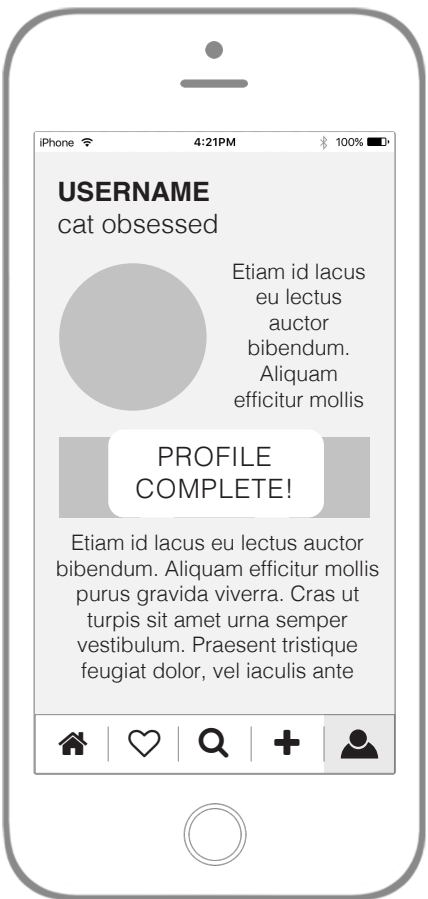 iPhone 4:21PM 100%
USERNAME
cat obsessed
Etiam id lacus
eu lectus
auctor
bibendum.
Aliquam
efficitur mollis
PROFILE
COMPLETE!
Etiam id lacus eu lectus auctor
bibendum. Aliquam efficitur mollis
purus gravida viverra. Cras ut
turpis sit amet urna semper
vestibulum. Praesent tristique
feugiat dolor, vel iaculis ante